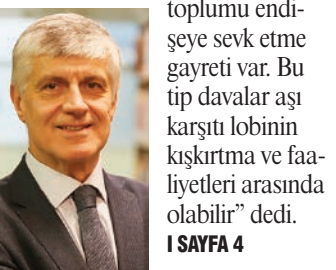 toplumu endi-
şeye sevk etme
gayreti var. Bu
tip davalar aşı
karşıtı lobinin
kışkırtma ve faa-
liyetleri arasında
olabilir” dedi.
I SAYFA 4